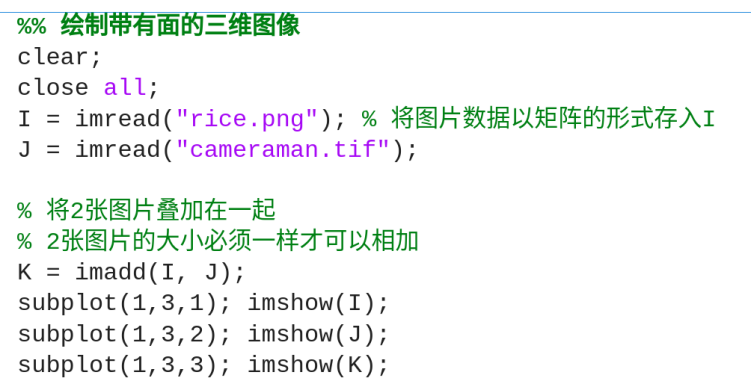 %% 绘制带有面的三维图像
clear;
close all;
I = imread("rice.png"); % 将图片数据以矩阵的形式存入I
J = imread("cameraman.tif");
% 将2张图片叠加在一起
% 2张图片的大小必须一样才可以相加
K = imadd(I, J);
subplot(1,3,1); imshow(I);
subplot(1,3,2); imshow(J);
subplot(1,3,3); imshow(K);